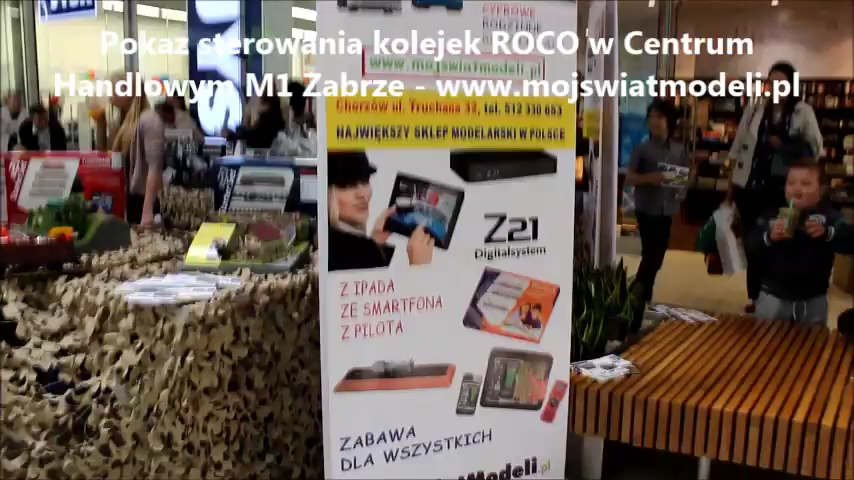 Pokaz sterowania kolejek ROCO w Centrum
Handlowym M1 Zabrze - www.mojswiatmodeli.pl
CYFROWE
www.mojswiatmodeli.pl
Chorzów ul. Truchana 32, tel. 512 330 653
NAJWIĘKSZY SKLEP MODELARSKI W POLSCE
Z21
Digitalsystem
Z IPADA
ZE SMARTFONA
Z PILOTA
ZABAWA
DLA WSZYSTKICH
Modeli.pl